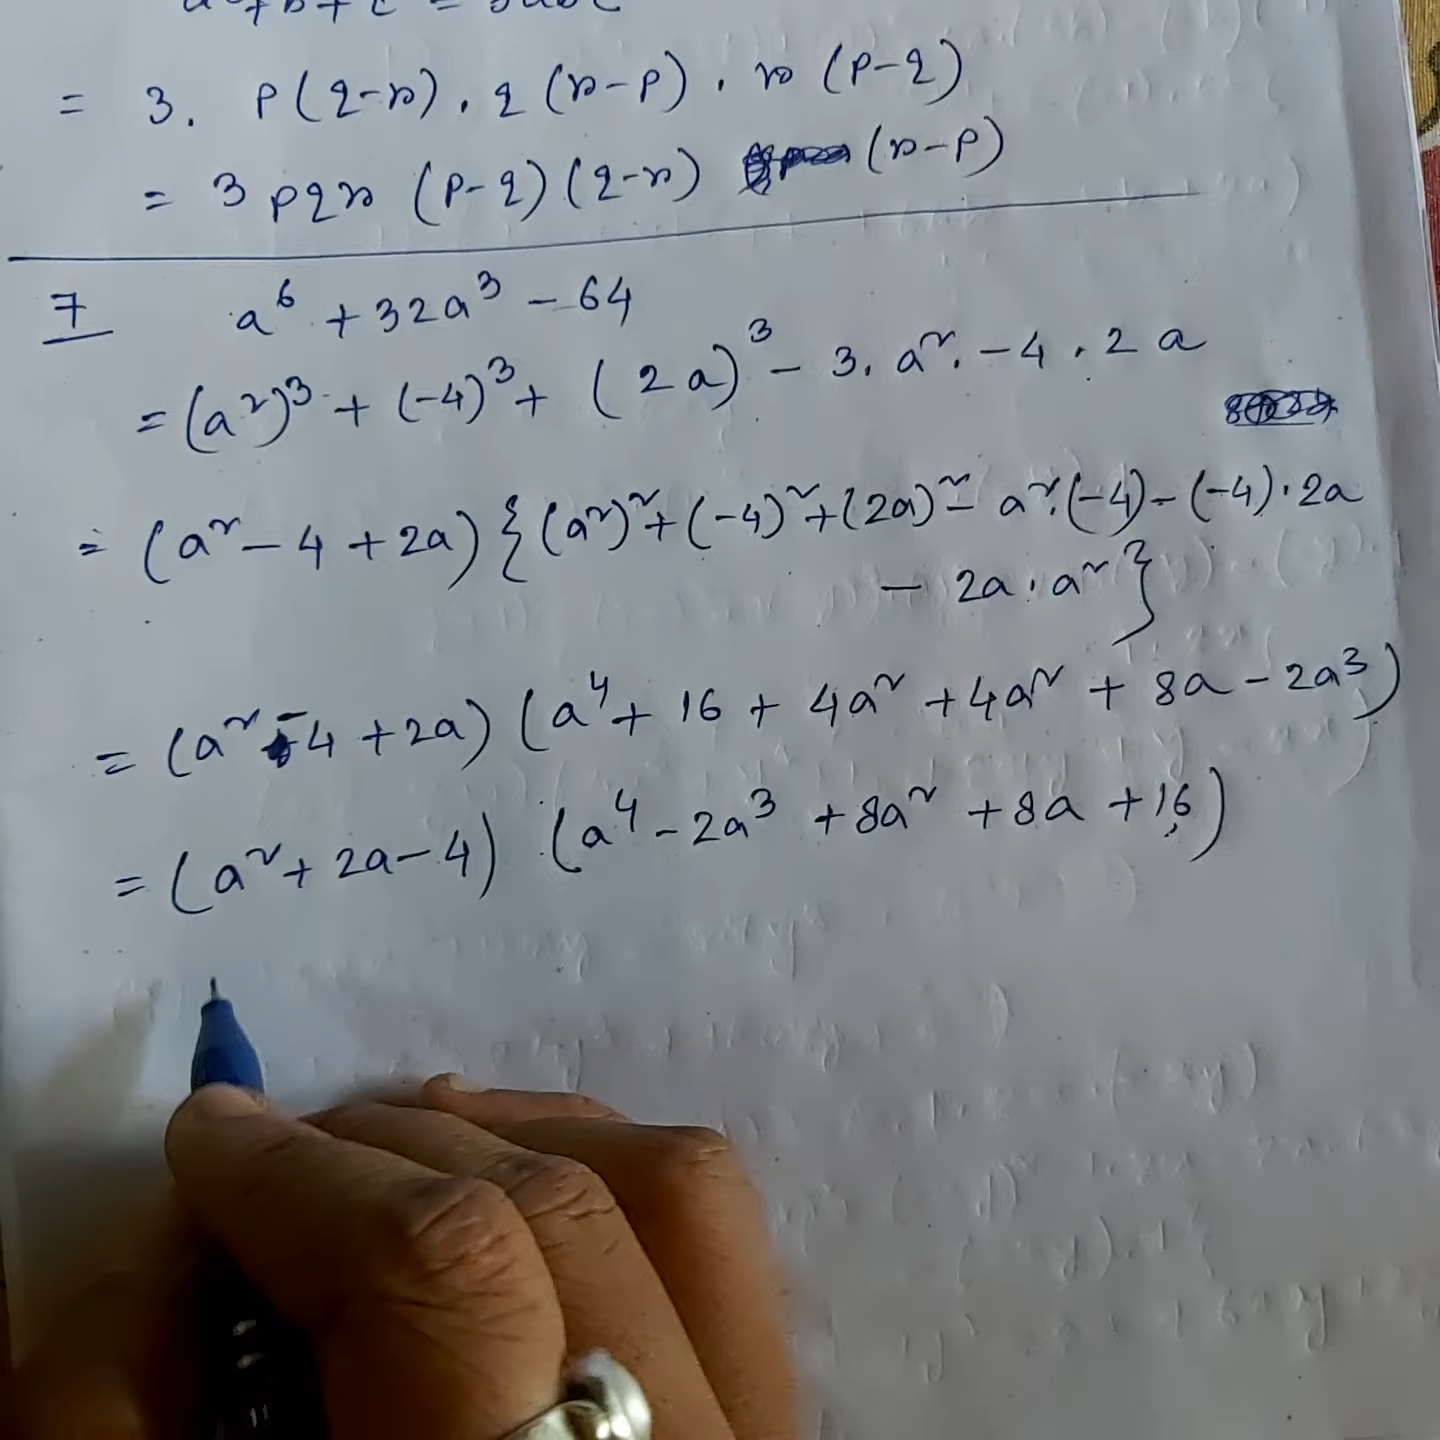 = 3. p(q-r). q(r-p). r(p-q)
= 3pqr (p-q)(q-r) (r-p)
7 a⁶ + 32a³ - 64
= (a²)³ + (-4)³ + (2a)³ - 3. a². -4 . 2a
= (a² - 4 + 2a) {(a²)² + (-4)² + (2a)² - a².(-4) - (-4).2a
- 2a . a²}
= (a² - 4 + 2a) (a⁴ + 16 + 4a² + 4a² + 8a - 2a³)
= (a² + 2a - 4) (a⁴ - 2a³ + 8a² + 8a + 16)